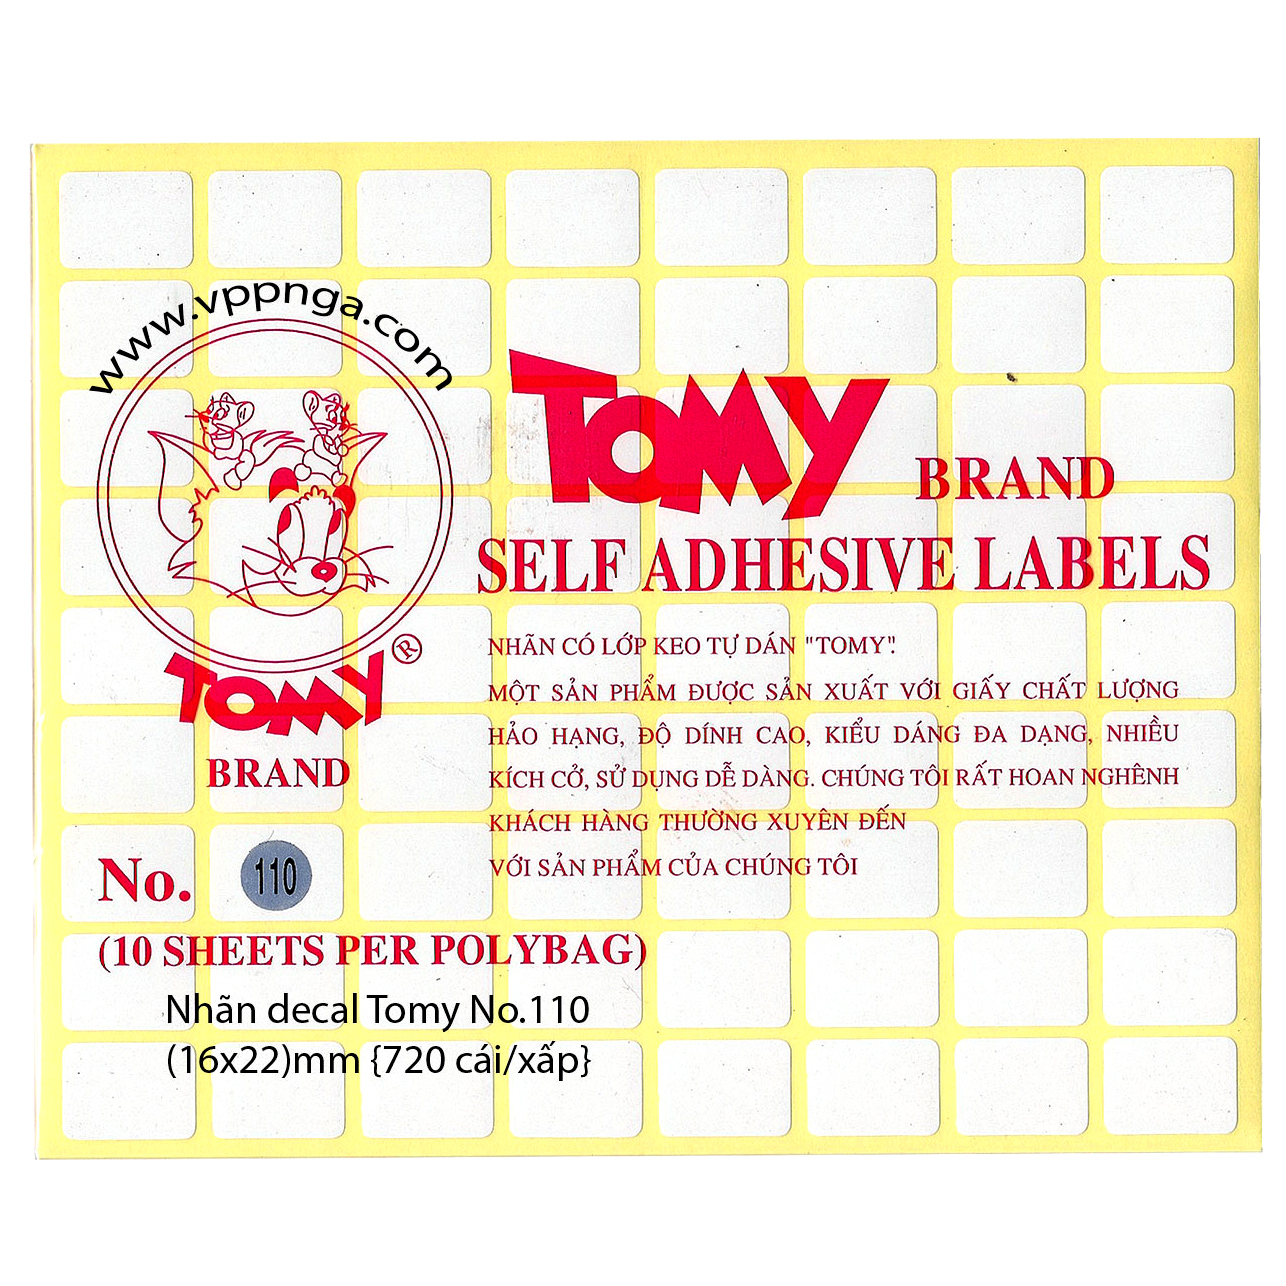 www.vppnga.com
TOMY BRAND
SELF ADHESIVE LABELS
NHÃN CÓ LỚP KEO TỰ DÁN "TOMY".
MỘT SẢN PHẨM ĐƯỢC SẢN XUẤT VỚI GIẤY CHẤT LƯỢNG
HẢO HẠNG, ĐỘ DÍNH CAO, KIỂU DÁNG ĐA DẠNG, NHIỀU
KÍCH CỞ, SỬ DỤNG DỄ DÀNG. CHÚNG TÔI RẤT HOAN NGHÊNH
KHÁCH HÀNG THƯỜNG XUYÊN ĐẾN
VỚI SẢN PHẨM CỦA CHÚNG TÔI
TOMY ®
BRAND
No. 110
(10 SHEETS PER POLYBAG)
Nhãn decal Tomy No.110
(16x22)mm {720 cái/xấp}